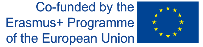 Co-funded by the
Erasmus+ Programme
of the European Union